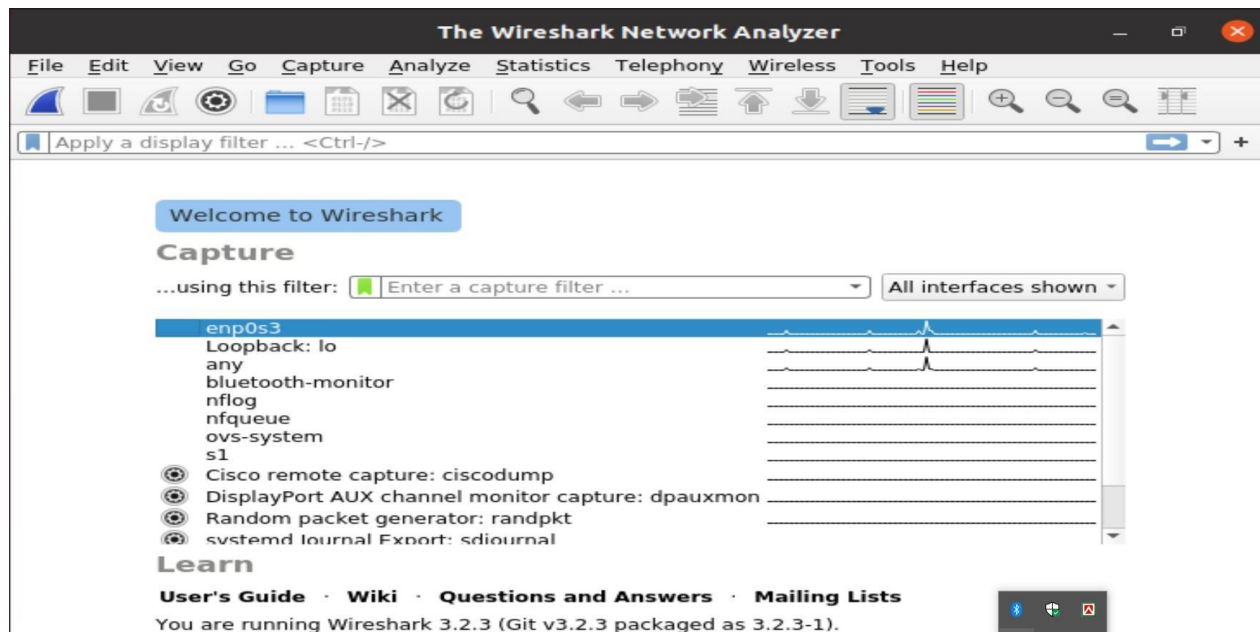 The Wireshark Network Analyzer
File Edit View Go Capture Analyze Statistics Telephony Wireless Tools Help
Apply a display filter ... <Ctrl-/>
Welcome to Wireshark
Capture
...using this filter: Enter a capture filter ... All interfaces shown
enp0s3
Loopback: lo
any
bluetooth-monitor
nflog
nfqueue
ovs-system
s1
Cisco remote capture: ciscodump
DisplayPort AUX channel monitor capture: dpauxmon
Random packet generator: randpkt
systemd Journal Export: sdjournal
Learn
User's Guide · Wiki · Questions and Answers · Mailing Lists
You are running Wireshark 3.2.3 (Git v3.2.3 packaged as 3.2.3-1).